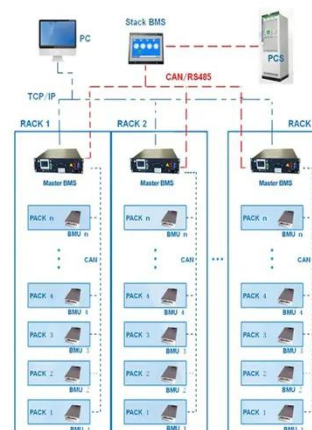 PC
Stack BMS
PCS
CAN/RS485
TCP/IP
RACK 1
RACK 2
RACK
Master BMS
Master BMS
Master BMS
PACK n
BMU n
PACK n
BMU n
PACK n
BMU n
CAN
CAN
CAN
PACK 4
BMU 4
PACK 4
BMU 4
PACK 4
BMU 4
PACK 3
BMU 3
PACK 3
BMU 3
PACK 3
BMU 3
PACK 2
BMU 2
PACK 2
BMU 2
PACK 2
BMU 2
PACK 1
BMU 1
PACK 1
BMU 1
PACK 1
BMU 1